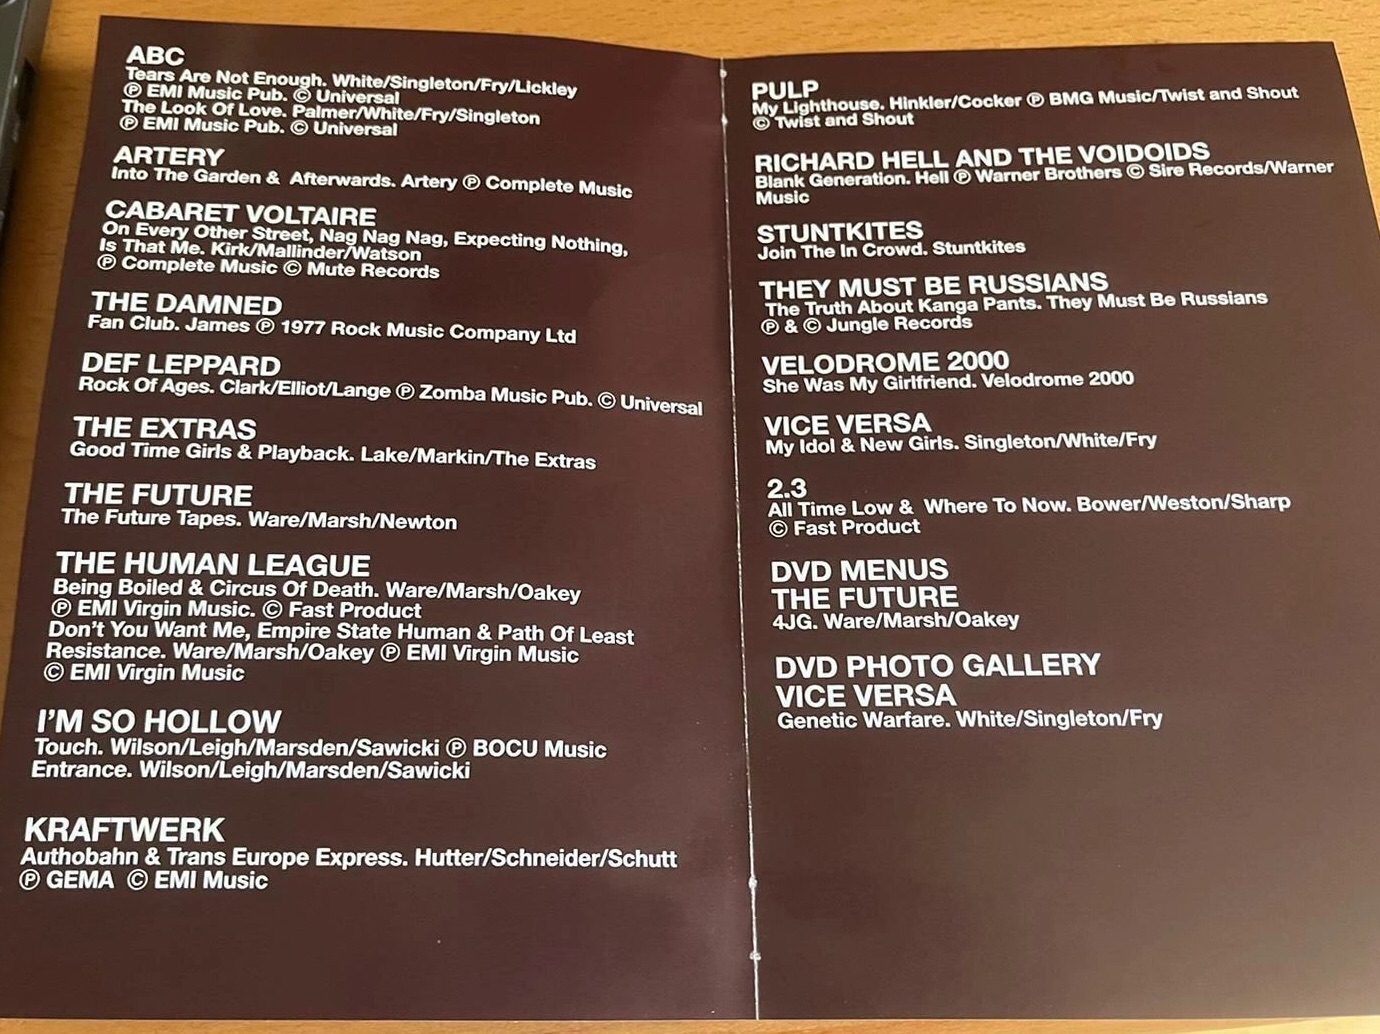 ABC
Tears Are Not Enough. White/Singleton/Fry/Lickley
℗ EMI Music Pub. © Universal
The Look Of Love. Palmer/White/Fry/Singleton
℗ EMI Music Pub. © Universal
ARTERY
Into The Garden & Afterwards. Artery ℗ Complete Music
CABARET VOLTAIRE
On Every Other Street, Nag Nag Nag, Expecting Nothing,
Is That Me. Kirk/Mallinder/Watson
℗ Complete Music © Mute Records
THE DAMNED
Fan Club. James ℗ 1977 Rock Music Company Ltd
DEF LEPPARD
Rock Of Ages. Clark/Elliot/Lange ℗ Zomba Music Pub. © Universal
THE EXTRAS
Good Time Girls & Playback. Lake/Markin/The Extras
THE FUTURE
The Future Tapes. Ware/Marsh/Newton
THE HUMAN LEAGUE
Being Boiled & Circus Of Death. Ware/Marsh/Oakey
℗ EMI Virgin Music. © Fast Product
Don't You Want Me, Empire State Human & Path Of Least
Resistance. Ware/Marsh/Oakey ℗ EMI Virgin Music
© EMI Virgin Music
I'M SO HOLLOW
Touch. Wilson/Leigh/Marsden/Sawicki ℗ BOCU Music
Entrance. Wilson/Leigh/Marsden/Sawicki
KRAFTWERK
Authobahn & Trans Europe Express. Hutter/Schneider/Schutt
℗ GEMA © EMI Music
PULP
My Lighthouse. Hinkler/Cocker ℗ BMG Music/Twist and Shout
© Twist and Shout
RICHARD HELL AND THE VOIDOIDS
Blank Generation. Hell ℗ Warner Brothers © Sire Records/Warner
Music
STUNTKITES
Join The In Crowd. Stuntkites
THEY MUST BE RUSSIANS
The Truth About Kanga Pants. They Must Be Russians
℗ & © Jungle Records
VELODROME 2000
She Was My Girlfriend. Velodrome 2000
VICE VERSA
My Idol & New Girls. Singleton/White/Fry
2.3
All Time Low & Where To Now. Bower/Weston/Sharp
© Fast Product
DVD MENUS
THE FUTURE
4JG. Ware/Marsh/Oakey
DVD PHOTO GALLERY
VICE VERSA
Genetic Warfare. White/Singleton/Fry